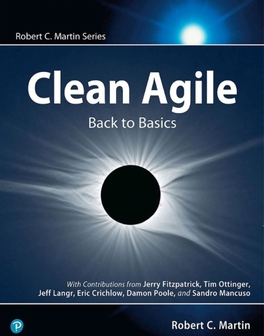 Robert C. Martin Series
Clean Agile
Back to Basics
With Contributions from Jerry Fitzpatrick, Tim Ottinger,
Jeff Langr, Eric Crichlow, Damon Poole, and Sandro Mancuso
P
Robert C. Martin